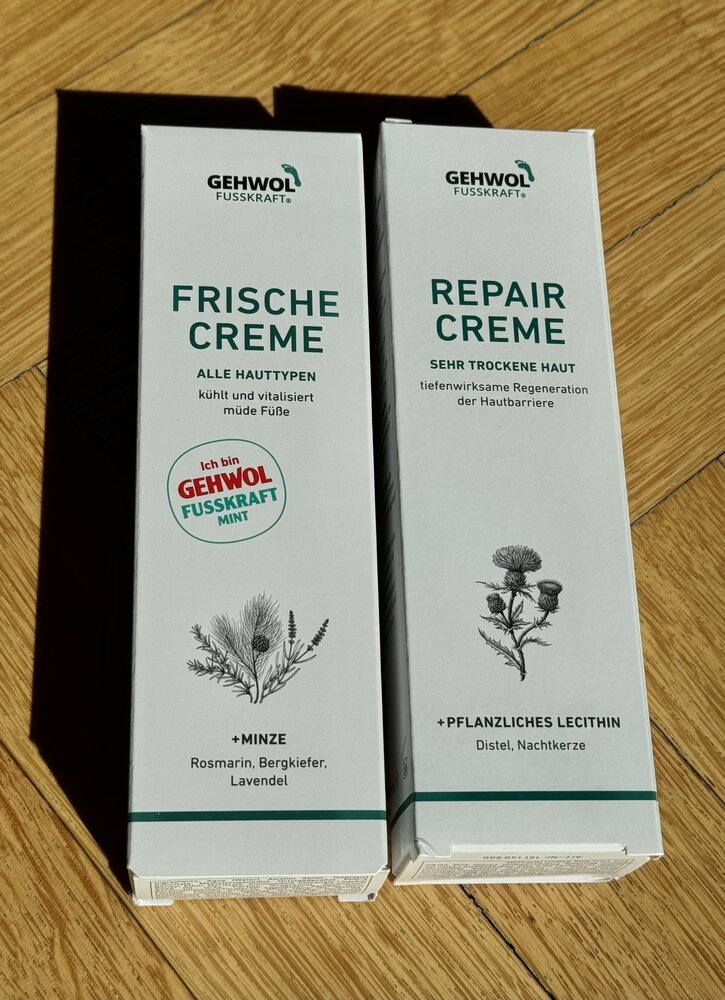 GEHWOL
FUSSKRAFT®
FRISCHE
CREME
ALLE HAUTTYPEN
kühlt und vitalisiert
müde Füße
Ich bin
GEHWOL
FUSSKRAFT
MINT
+MINZE
Rosmarin, Bergkiefer,
Lavendel
GEHWOL
FUSSKRAFT®
REPAIR
CREME
SEHR TROCKENE HAUT
tiefenwirksame Regeneration
der Hautbarriere
+PFLANZLICHES LECITHIN
Distel, Nachtkerze